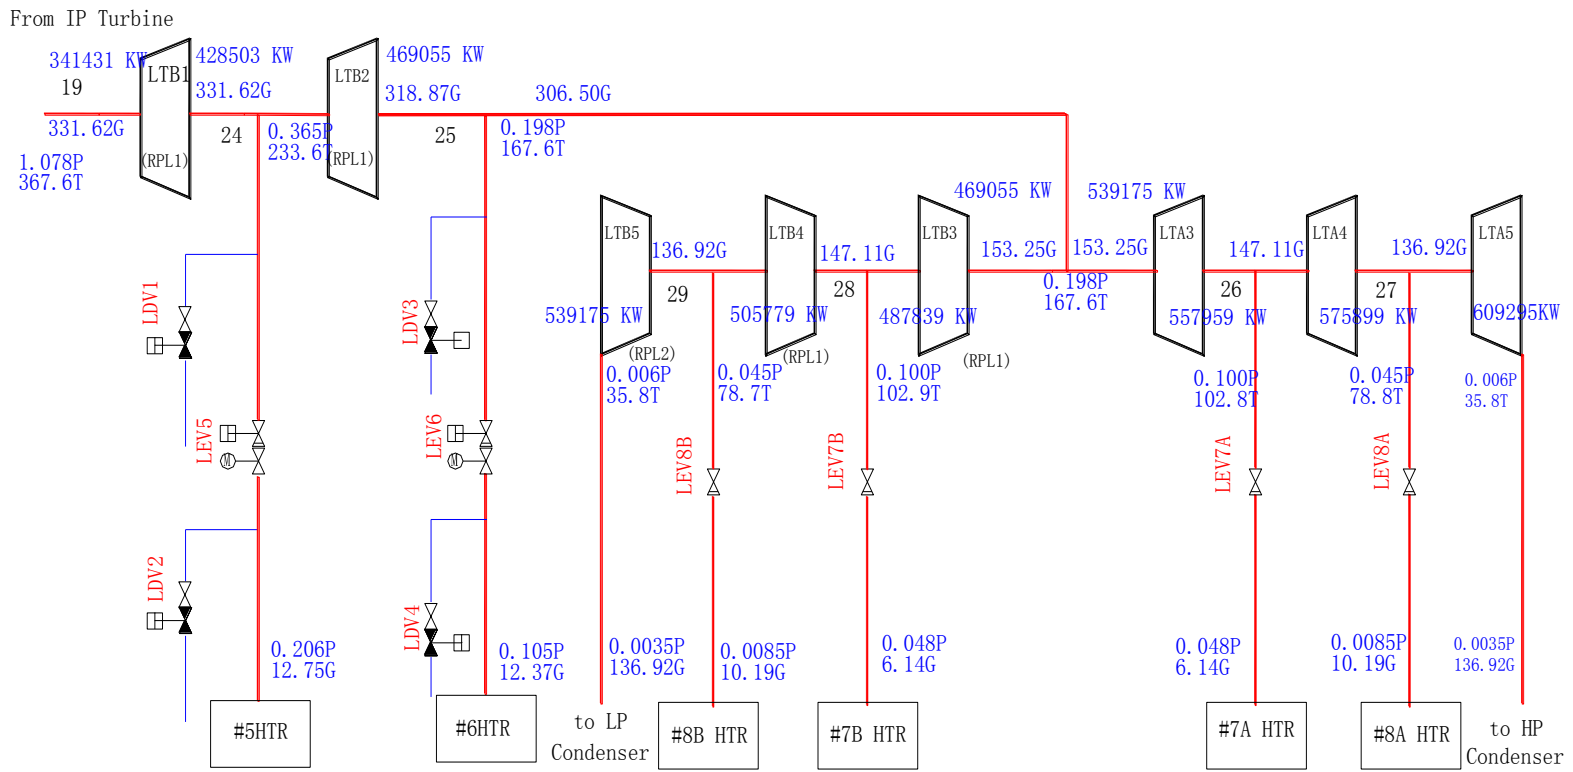 From IP Turbine
341431 KW
LTB1
428503 KW
LTB2
469055 KW
19
331.62G
318.87G
306.50G
331.62G
24
0.365P
233.6T
25
0.198P
167.6T
1.078P
367.6T
(RPL1)
(RPL1)
469055 KW
539175 KW
LTB5
136.92G
LTB4
147.11G
LTB3
153.25G
153.25G
LTA3
147.11G
LTA4
136.92G
LTA5
29
28
0.198P
167.6T
26
27
539175 KW
505779 KW
487839 KW
557959 KW
575899 KW
609295KW
(RPL2)
(RPL1)
(RPL1)
0.006P
35.8T
0.045P
78.7T
0.100P
102.9T
0.100P
102.8T
0.045P
78.8T
0.006P
35.8T
LDV1
LDV3
LEV5
M
LEV6
M
LEV8B
LEV7B
LEV7A
LEV8A
LDV2
LDV4
0.206P
12.75G
0.105P
12.37G
0.0035P
136.92G
0.0085P
10.19G
0.048P
6.14G
0.048P
6.14G
0.0085P
10.19G
0.0035P
136.92G
#5HTR
#6HTR
to LP
Condenser
#8B HTR
#7B HTR
#7A HTR
#8A HTR
to HP
Condenser